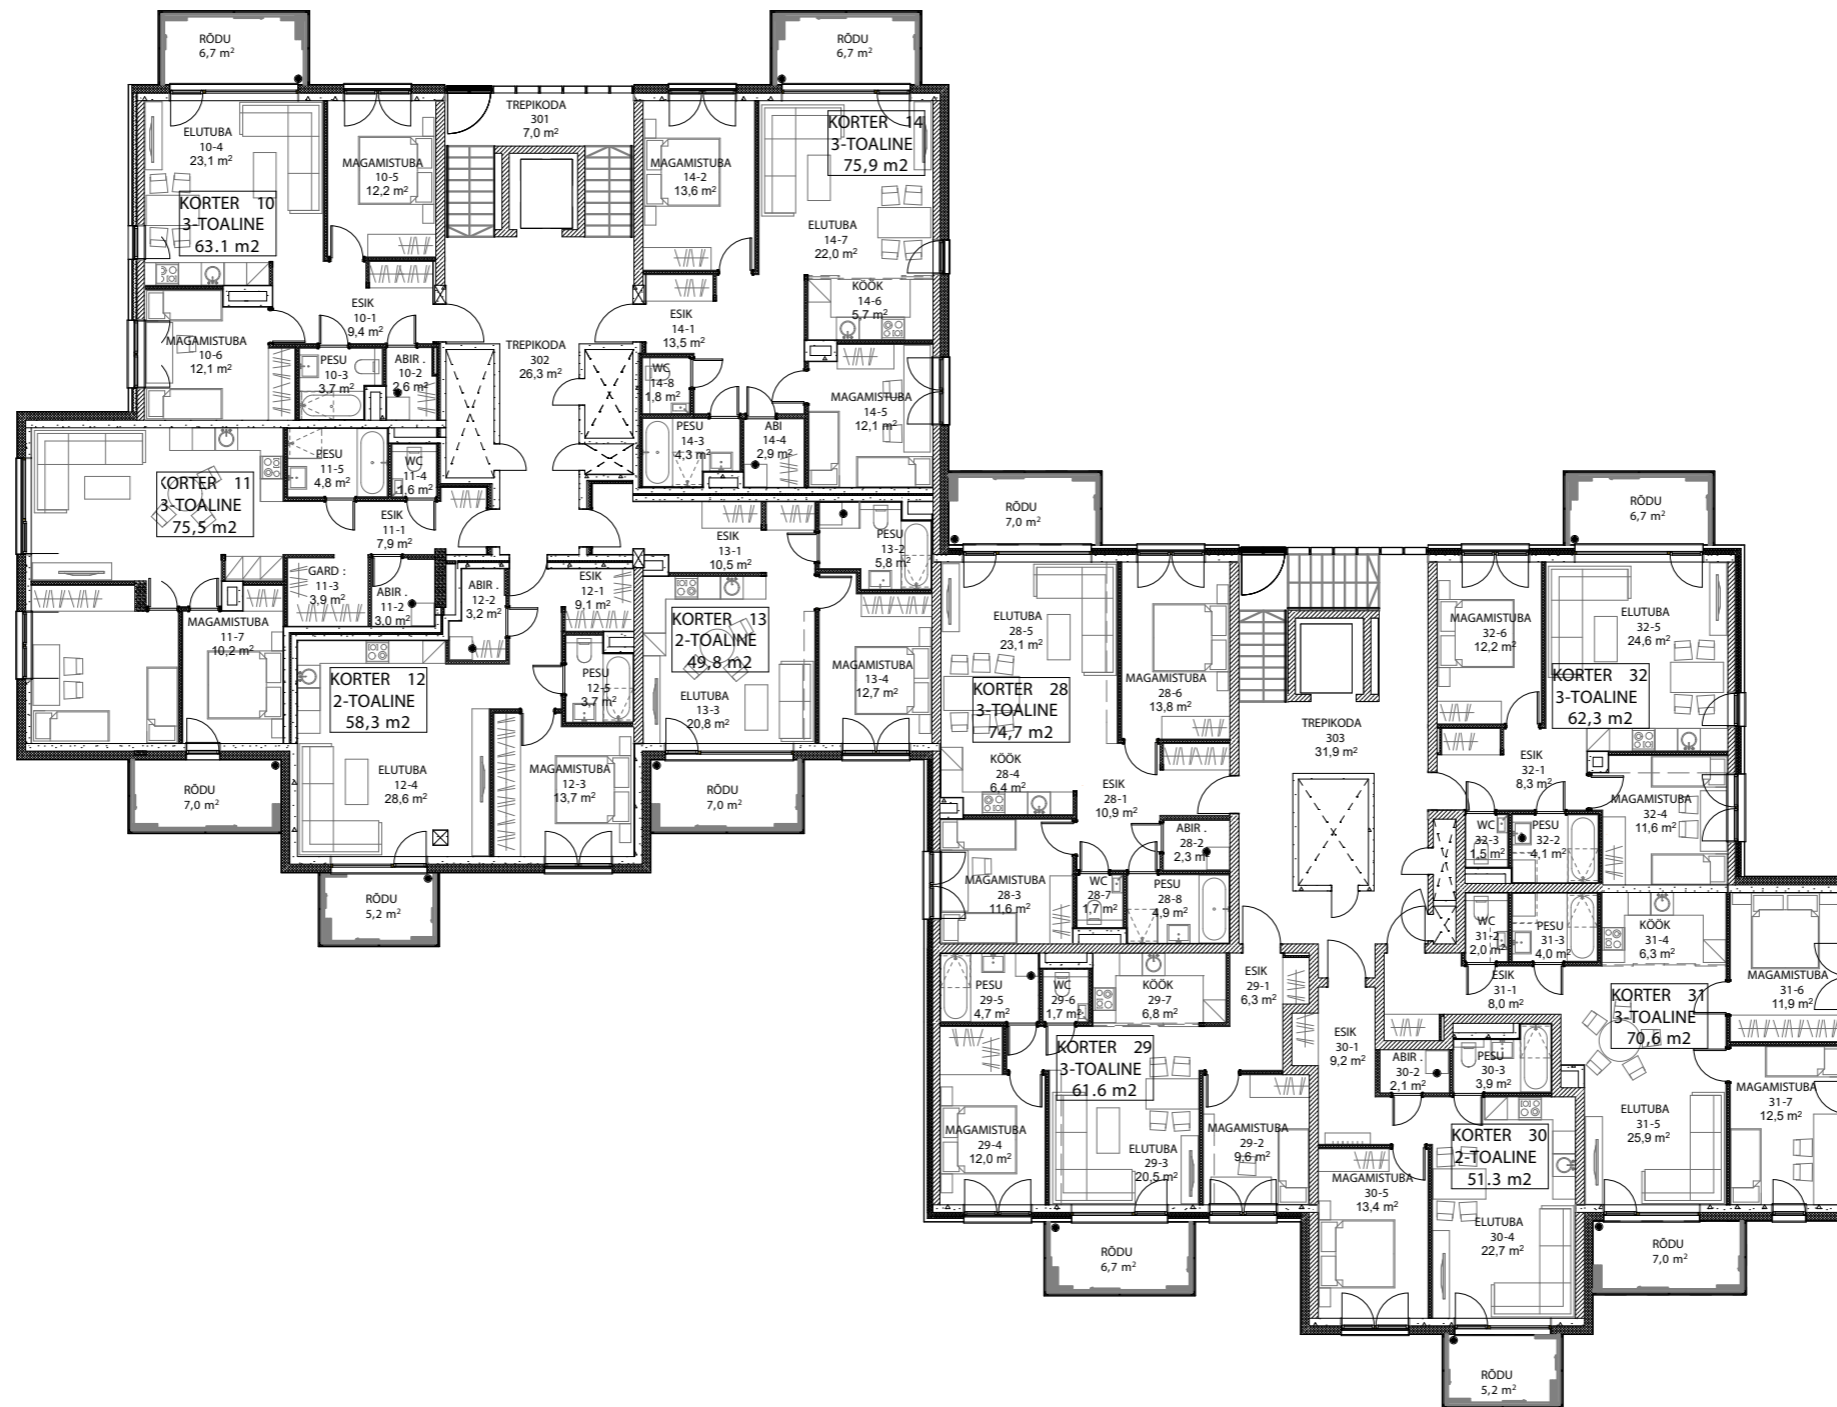 RÕDU
6,7 m²
RÕDU
6,7 m²
TREPIKODA
301
7,0 m²
ELUTUBA
10-4
23,1 m²
KORTER 10
3-TOALINE
63.1 m2
MAGAMISTUBA
10-5
12,2 m²
MAGAMISTUBA
14-2
13,6 m²
KORTER 14
3-TOALINE
75,9 m2
ELUTUBA
14-7
22,0 m²
KÖÖK
14-6
5,7 m²
ESIK
10-1
9,4 m²
ESIK
14-1
13,5 m²
MAGAMISTUBA
10-6
12,1 m²
PESU
10-3
3,7 m²
ABIR.
10-2
2,6 m²
TREPIKODA
302
26,3 m²
WC
14-8
1,8 m²
MAGAMISTUBA
14-5
12,1 m²
PESU
14-3
4,3 m²
ABI
14-4
2,9 m²
KORTER 11
3-TOALINE
75,5 m2
PESU
11-5
4,8 m²
WC
11-4
1,6 m²
ESIK
11-1
7,9 m²
GARD.
11-3
3,9 m²
ABIR.
11-2
3,0 m²
MAGAMISTUBA
11-7
10,2 m²
ABIR.
12-2
3,2 m²
ESIK
12-1
9,1 m²
ESIK
13-1
10,5 m²
PESU
13-2
5,8 m²
KORTER 13
2-TOALINE
49,8 m2
ELUTUBA
13-3
20,8 m²
MAGAMISTUBA
13-4
12,7 m²
KORTER 12
2-TOALINE
58,3 m2
PESU
12-5
3,7 m²
ELUTUBA
12-4
28,6 m²
MAGAMISTUBA
12-3
13,7 m²
RÕDU
7,0 m²
RÕDU
7,0 m²
RÕDU
5,2 m²
RÕDU
7,0 m²
RÕDU
6,7 m²
ELUTUBA
28-5
23,1 m²
KORTER 28
3-TOALINE
74,7 m2
MAGAMISTUBA
28-6
13,8 m²
TREPIKODA
303
31,9 m²
MAGAMISTUBA
32-6
12,2 m²
ELUTUBA
32-5
24,6 m²
KORTER 32
3-TOALINE
62,3 m2
KÖÖK
28-4
6,4 m²
ESIK
28-1
10,9 m²
ABIR.
28-2
2,3 m²
MAGAMISTUBA
28-3
11,6 m²
WC
28-7
1,7 m²
PESU
28-8
4,9 m²
ESIK
32-1
8,3 m²
WC
32-3
1,5 m²
PESU
32-2
4,1 m²
MAGAMISTUBA
32-4
11,6 m²
WC
31-2
2,0 m²
PESU
31-3
4,0 m²
KÖÖK
31-4
6,3 m²
ESIK
31-1
8,0 m²
MAGAMISTUBA
31-6
11,9 m²
KORTER 31
3-TOALINE
70,6 m2
MAGAMISTUBA
31-7
12,5 m²
ELUTUBA
31-5
25,9 m²
PESU
29-5
4,7 m²
WC
29-6
1,7 m²
KÖÖK
29-7
6,8 m²
ESIK
29-1
6,3 m²
KORTER 29
3-TOALINE
61.6 m2
MAGAMISTUBA
29-4
12,0 m²
ELUTUBA
29-3
20,5 m²
MAGAMISTUBA
29-2
9,6 m²
ESIK
30-1
9,2 m²
ABIR.
30-2
2,1 m²
PESU
30-3
3,9 m²
KORTER 30
2-TOALINE
51.3 m2
MAGAMISTUBA
30-5
13,4 m²
ELUTUBA
30-4
22,7 m²
RÕDU
6,7 m²
RÕDU
7,0 m²
RÕDU
5,2 m²